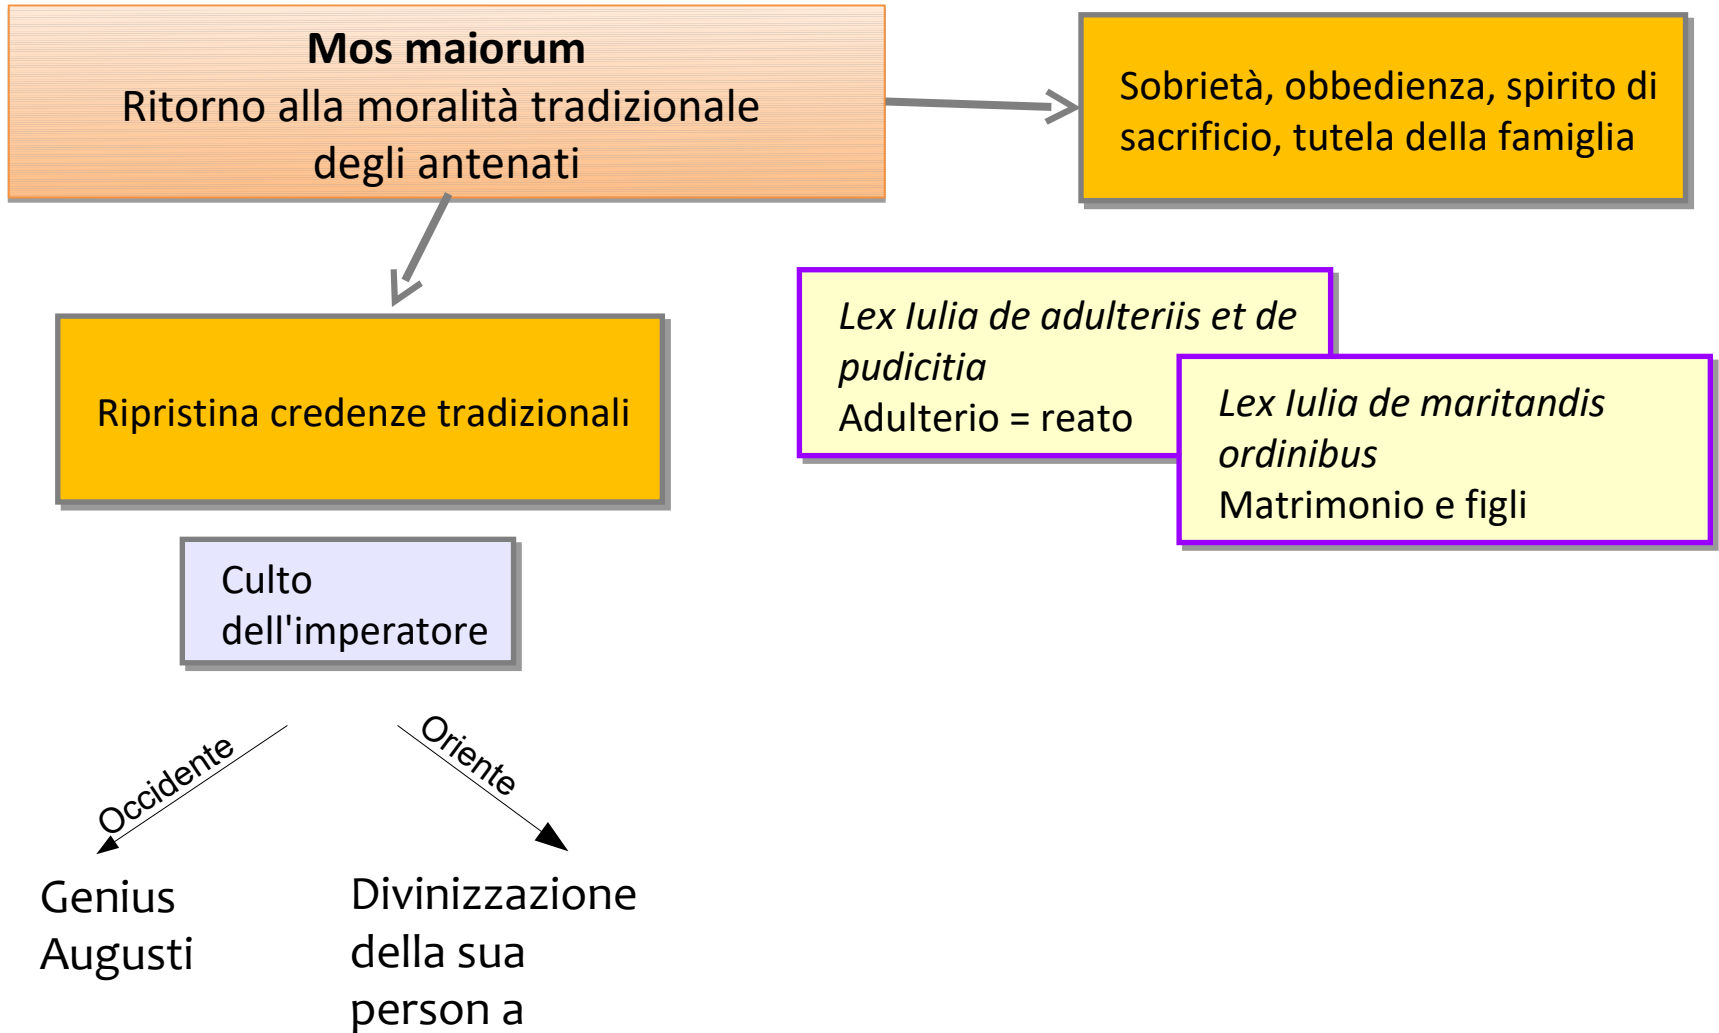 Mos maiorum
Ritorno alla moralità tradizionale
degli antenati
Sobrietà, obbedienza, spirito di
sacrificio, tutela della famiglia
Lex Iulia de adulteriis et de
pudicitia
Adulterio = reato
Lex Iulia de maritandis
ordinibus
Matrimonio e figli
Ripristina credenze tradizionali
Culto
dell'imperatore
Occidente
Oriente
Genius
Augusti
Divinizzazione
della sua
person a